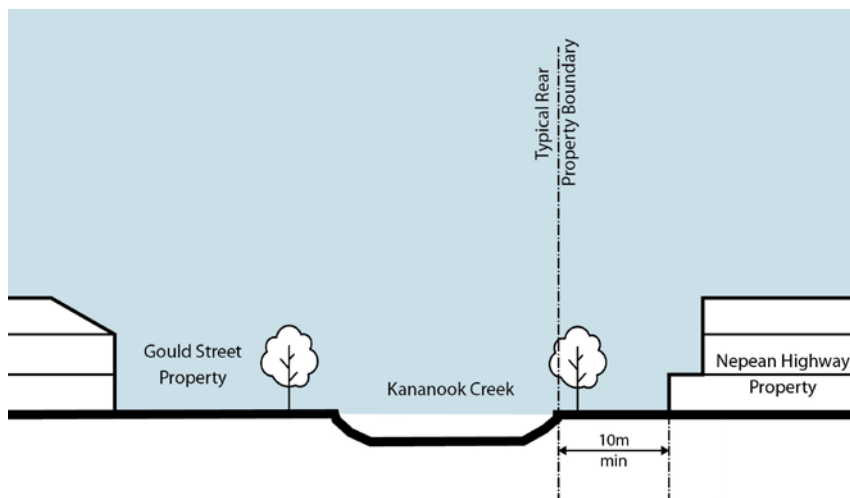 Typical Rear
Property Boundary
Gould Street
Property
Kananook Creek
Nepean Highway
Property
10m
min